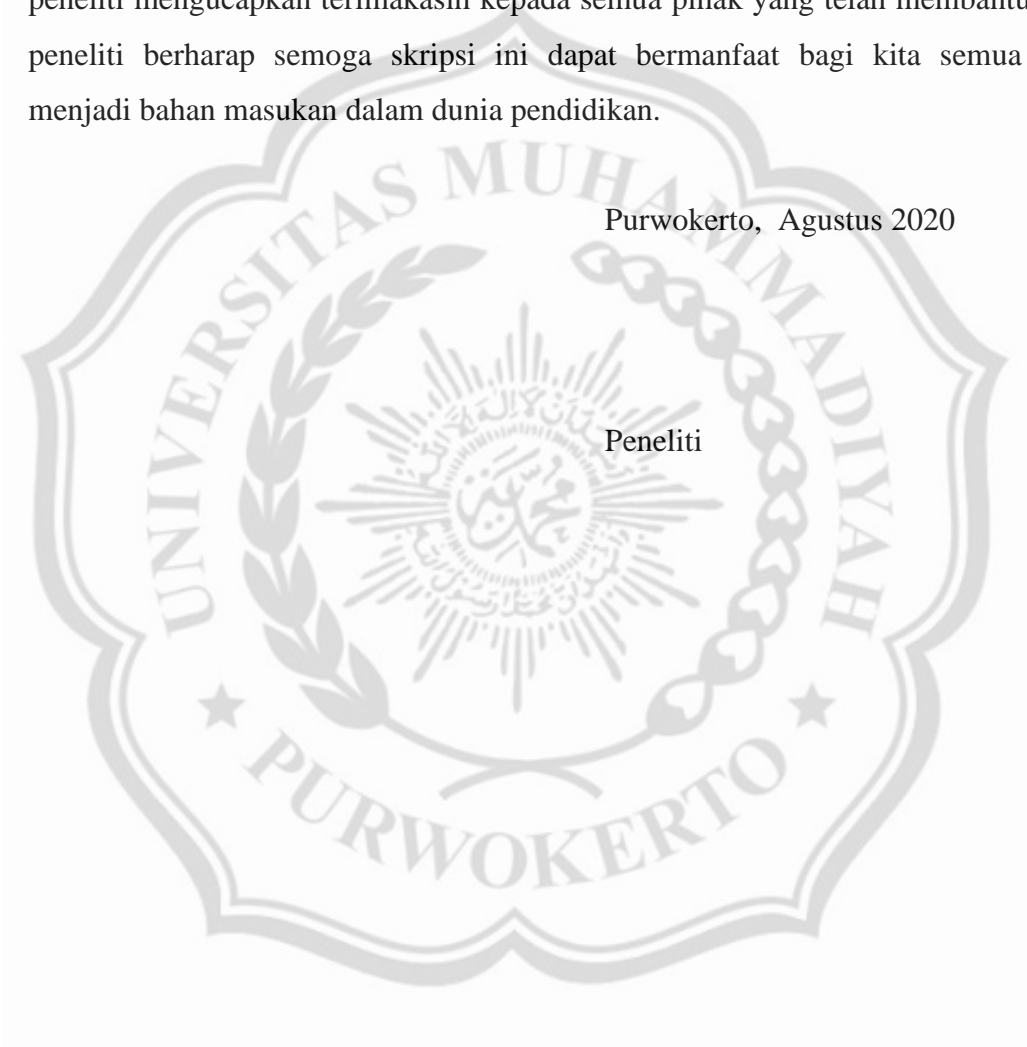 peneliti mengucapkan terimakasih kepada semua pihak yang telah membantu
peneliti berharap semoga skripsi ini dapat bermanfaat bagi kita semua
menjadi bahan masukan dalam dunia pendidikan.
Purwokerto, Agustus 2020
Peneliti
UNIVERSITAS MUHAMMADIYAH
محمدية
PURWOKERTO